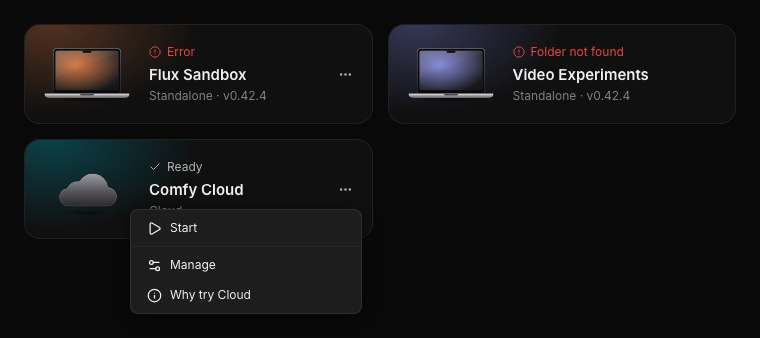 Error
Flux Sandbox
Standalone · v0.42.4
Folder not found
Video Experiments
Standalone · v0.42.4
Ready
Comfy Cloud
Cloud
Start
Manage
Why try Cloud